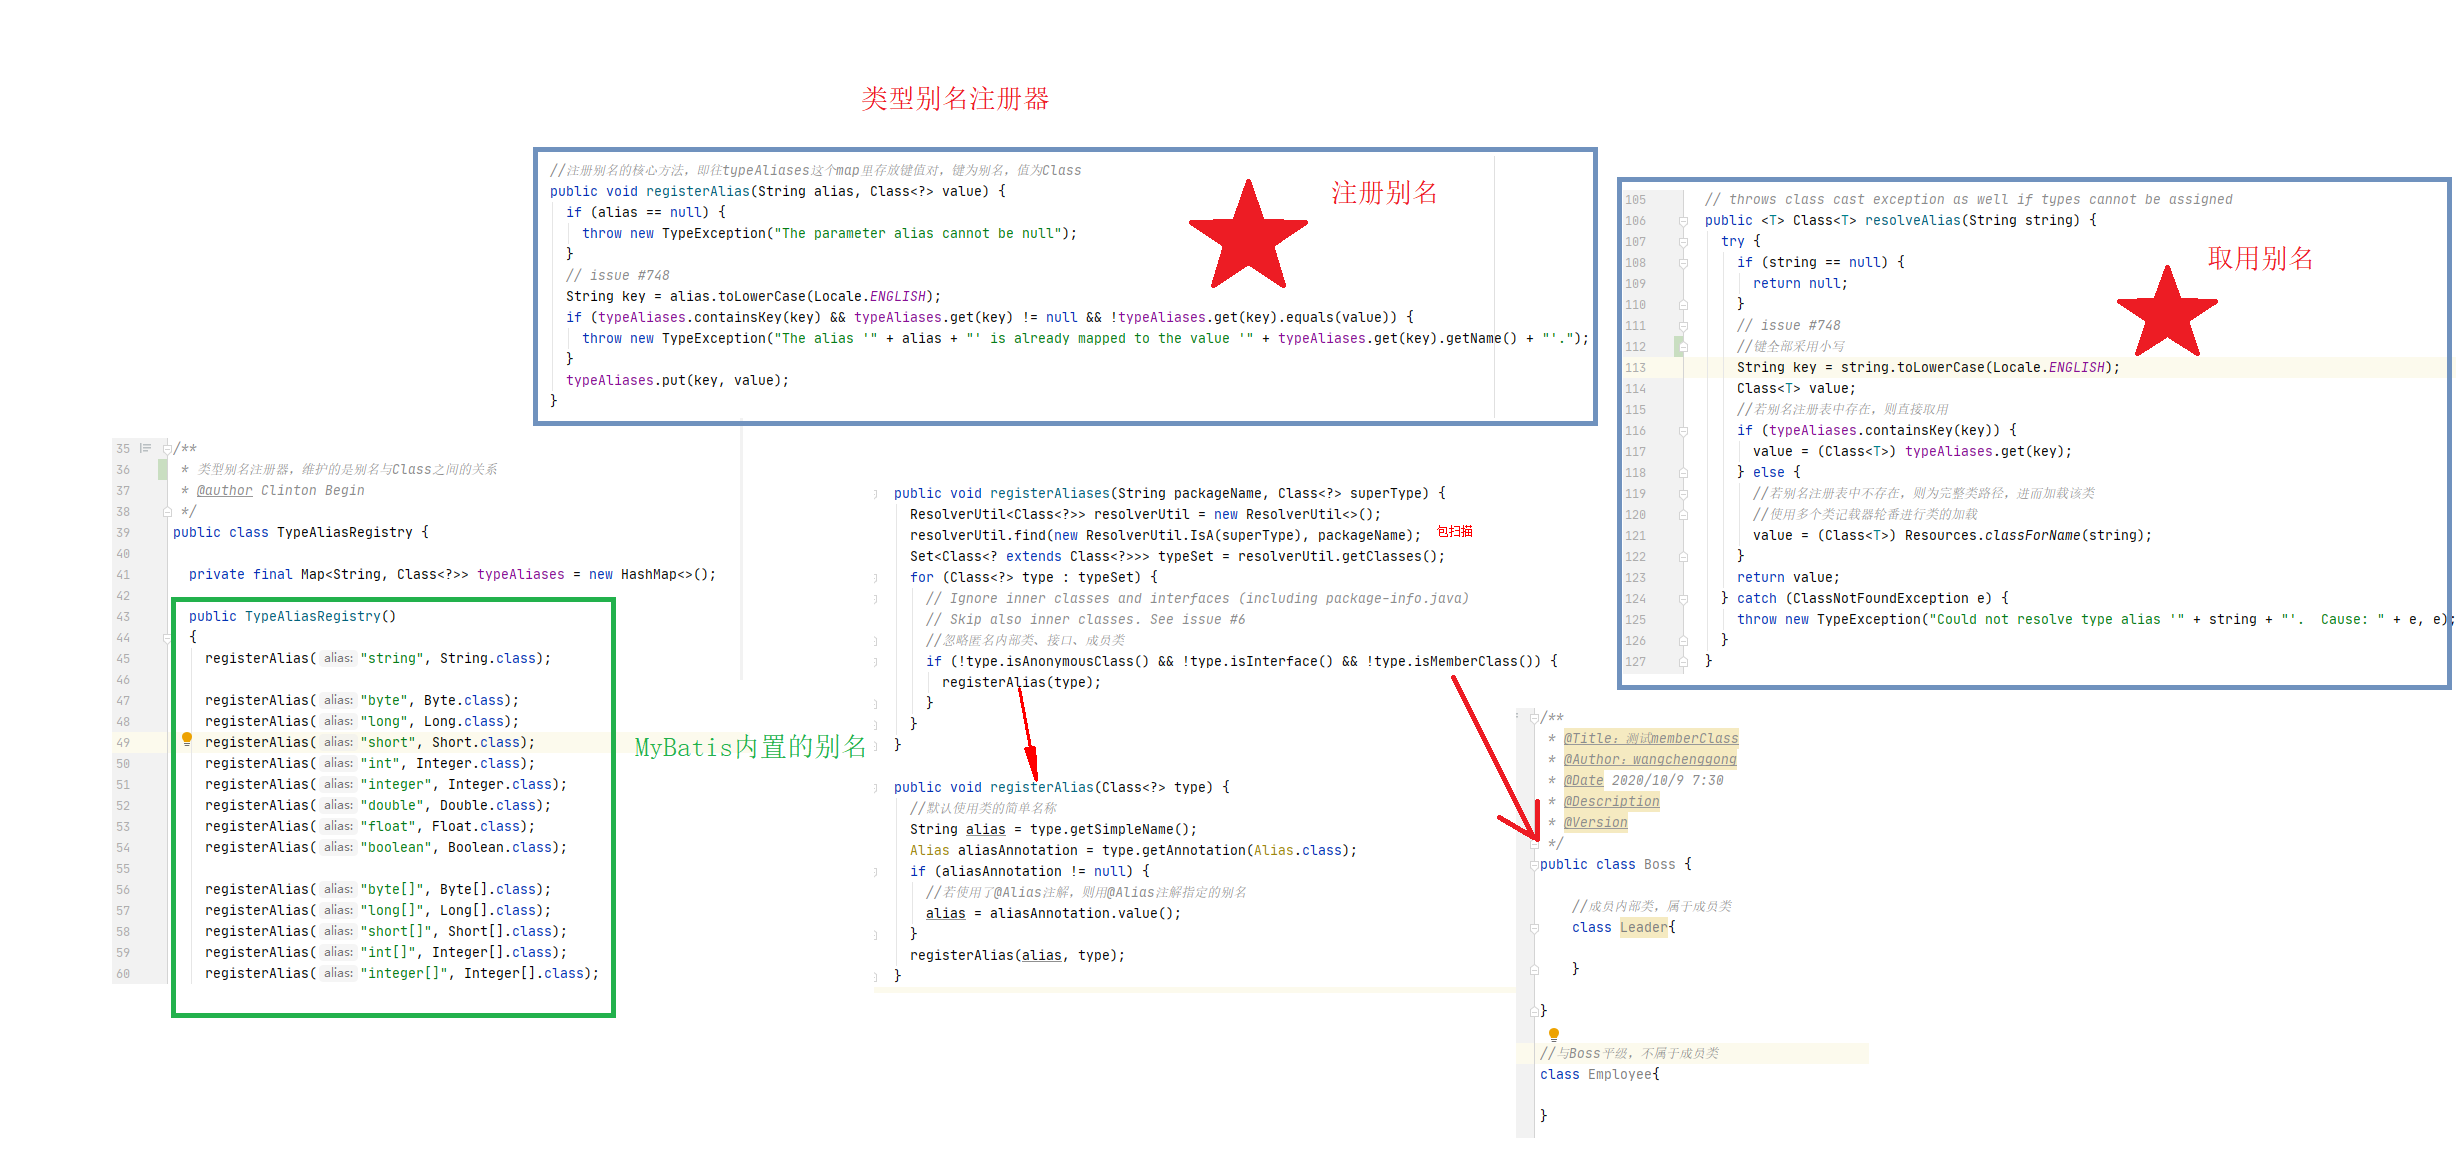 类型别名注册器
//注册别名的核心方法，即往typeAliases这个map里存放键值对，键为别名，值为Class
public void registerAlias(String alias, Class<?> value) {
if (alias == null) {
throw new TypeException("The parameter alias cannot be null");
}
// issue #748
String key = alias.toLowerCase(Locale.ENGLISH);
if (typeAliases.containsKey(key) && typeAliases.get(key) != null && !typeAliases.get(key).equals(value)) {
throw new TypeException("The alias '" + alias + "' is already mapped to the value '" + typeAliases.get(key).getName() + "'.");
}
typeAliases.put(key, value);
}
注册别名
105 // throws class cast exception as well if types cannot be assigned
106 public <T> Class<T> resolveAlias(String string) {
107 try {
108 if (string == null) {
109 return null;
110 }
111 // issue #748
112 //键全部采用小写
113 String key = string.toLowerCase(Locale.ENGLISH);
114 Class<T> value;
115 //若别名注册表中存在，则直接取用
116 if (typeAliases.containsKey(key)) {
117 value = (Class<T>) typeAliases.get(key);
118 } else {
119 //若别名注册表中不存在，则为完整类路径，进而加载该类
120 //使用多个类记载器轮番进行类的加载
121 value = (Class<T>) Resources.classForName(string);
122 }
123 return value;
124 } catch (ClassNotFoundException e) {
125 throw new TypeException("Could not resolve type alias '" + string + "'.  Cause: " + e, e);
126 }
127 }
取用别名
35 /**
36 * 类型别名注册器，维护的是别名与Class之间的关系
37 * @author Clinton Begin
38 */
39 public class TypeAliasRegistry {
40
41 private final Map<String, Class<?>> typeAliases = new HashMap<>();
42
43 public TypeAliasRegistry()
44 {
45 registerAlias( alias: "string", String.class);
46
47 registerAlias( alias: "byte", Byte.class);
48 registerAlias( alias: "long", Long.class);
49 registerAlias( alias: "short", Short.class);
50 registerAlias( alias: "int", Integer.class);
51 registerAlias( alias: "integer", Integer.class);
52 registerAlias( alias: "double", Double.class);
53 registerAlias( alias: "float", Float.class);
54 registerAlias( alias: "boolean", Boolean.class);
55
56 registerAlias( alias: "byte[]", Byte[].class);
57 registerAlias( alias: "long[]", Long[].class);
58 registerAlias( alias: "short[]", Short[].class);
59 registerAlias( alias: "int[]", Integer[].class);
60 registerAlias( alias: "integer[]", Integer[].class);
MyBatis内置的别名
public void registerAliases(String packageName, Class<?> superType) {
ResolverUtil<Class<?>> resolverUtil = new ResolverUtil<>();
resolverUtil.find(new ResolverUtil.IsA(superType), packageName); 包扫描
Set<Class<? extends Class<?>>> typeSet = resolverUtil.getClasses();
for (Class<?> type : typeSet) {
// Ignore inner classes and interfaces (including package-info.java)
// Skip also inner classes. See issue #6
//忽略匿名内部类、接口、成员类
if (!type.isAnonymousClass() && !type.isInterface() && !type.isMemberClass()) {
registerAlias(type);
}
}
}
public void registerAlias(Class<?> type) {
//默认使用类的简单名称
String alias = type.getSimpleName();
Alias aliasAnnotation = type.getAnnotation(Alias.class);
if (aliasAnnotation != null) {
//若使用了@Alias注解，则用@Alias注解指定的别名
alias = aliasAnnotation.value();
}
registerAlias(alias, type);
}
/**
* @Title：测试memberClass
* @Author：wangchenggong
* @Date 2020/10/9 7:30
* @Description
* @Version
*/
public class Boss {
//成员内部类，属于成员类
class Leader{
}
}
//与Boss平级，不属于成员类
class Employee{
}